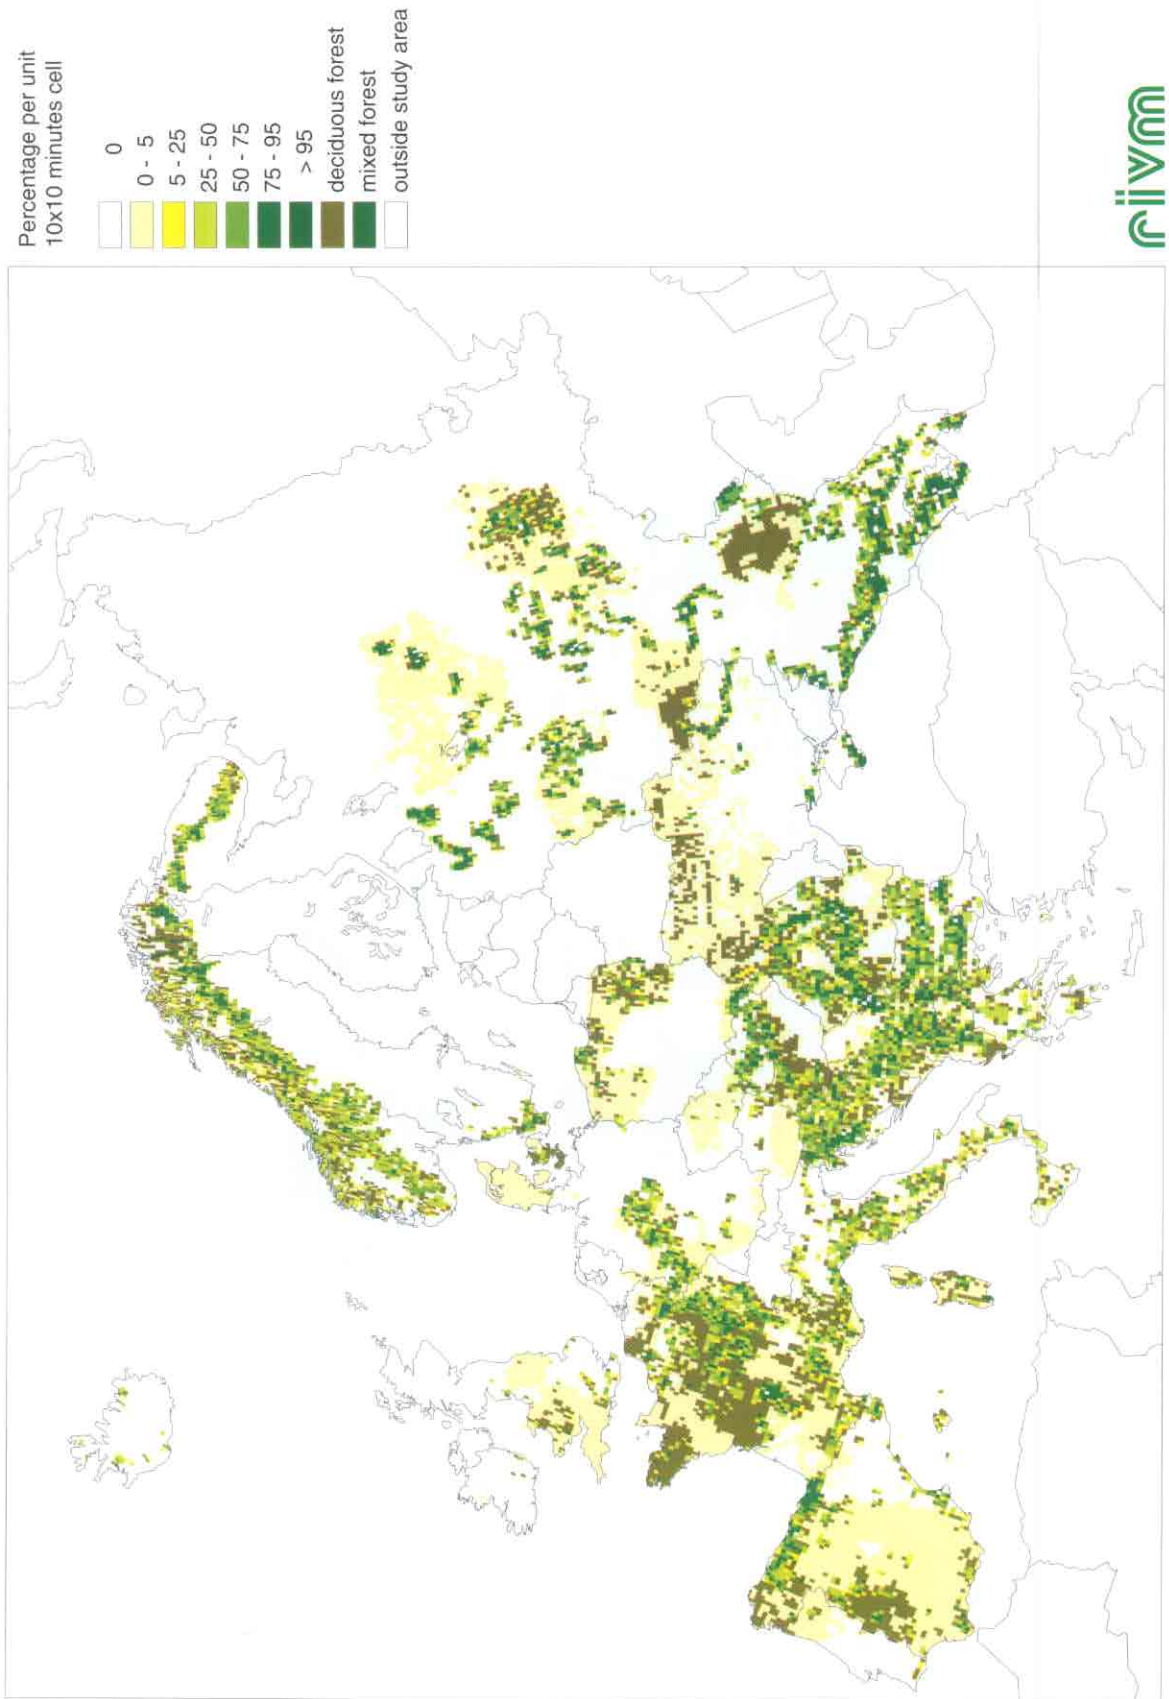 Percentage per unit
10x10 minutes cell
0
0 - 5
5 - 25
25 - 50
50 - 75
75 - 95
> 95
deciduous forest
mixed forest
outside study area
riivm